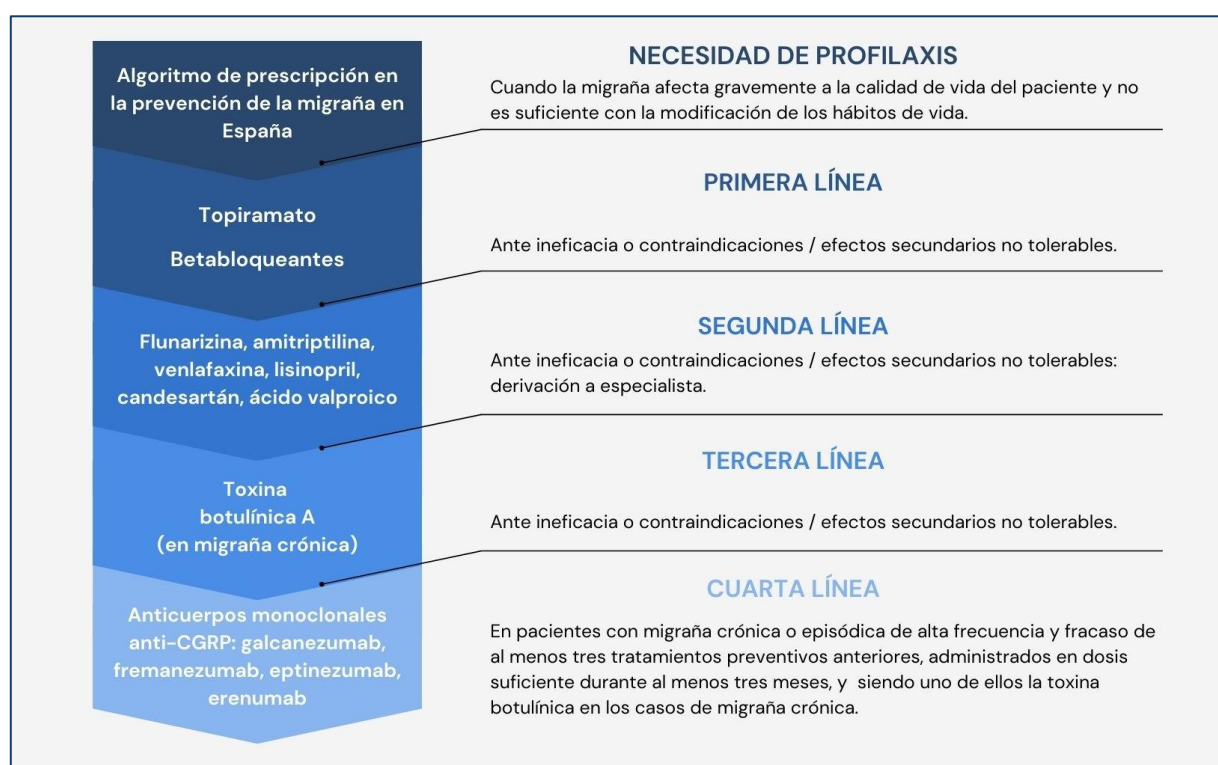 Algoritmo de prescripción en
la prevención de la migraña en
España
NECESIDAD DE PROFILAXIS
Cuando la migraña afecta gravemente a la calidad de vida del paciente y no
es suficiente con la modificación de los hábitos de vida.
Topiramato
Betabloqueantes
PRIMERA LÍNEA
Ante ineficacia o contraindicaciones / efectos secundarios no tolerables.
Flunarizina, amitriptilina,
venlafaxina, lisinopril,
candesartán, ácido valproico
SEGUNDA LÍNEA
Ante ineficacia o contraindicaciones / efectos secundarios no tolerables:
derivación a especialista.
Toxina
botulínica A
(en migraña crónica)
TERCERA LÍNEA
Ante ineficacia o contraindicaciones / efectos secundarios no tolerables.
Anticuerpos monoclonales
anti-CGRP: galcanezumab,
fremanezumab, eptinezumab,
erenumab
CUARTA LÍNEA
En pacientes con migraña crónica o episódica de alta frecuencia y fracaso de
al menos tres tratamientos preventivos anteriores, administrados en dosis
suficiente durante al menos tres meses, y siendo uno de ellos la toxina
botulínica en los casos de migraña crónica.